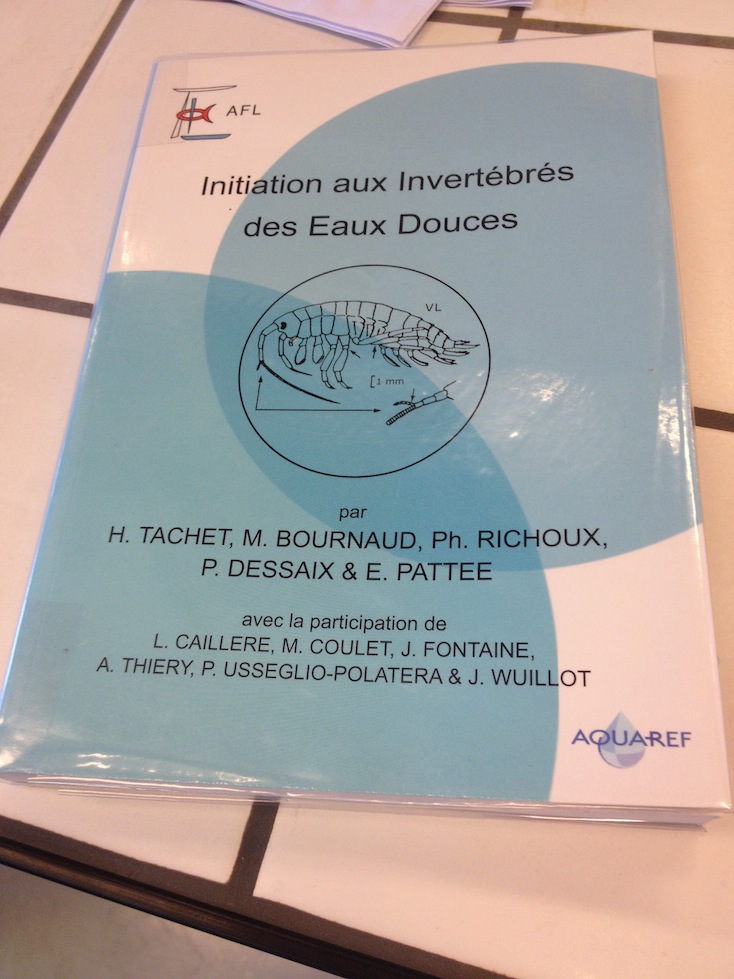 AFL
Initiation aux Invertébrés
des Eaux Douces
VL
1 mm
par
H. TACHET, M. BOURNAUD, Ph. RICHOUX,
P. DESSAIX & E. PATTEE
avec la participation de
L. CAILLERE, M. COULET, J. FONTAINE,
A. THIERY, P. USSEGLIO-POLATERA & J. WUILLOT
AQUAREF